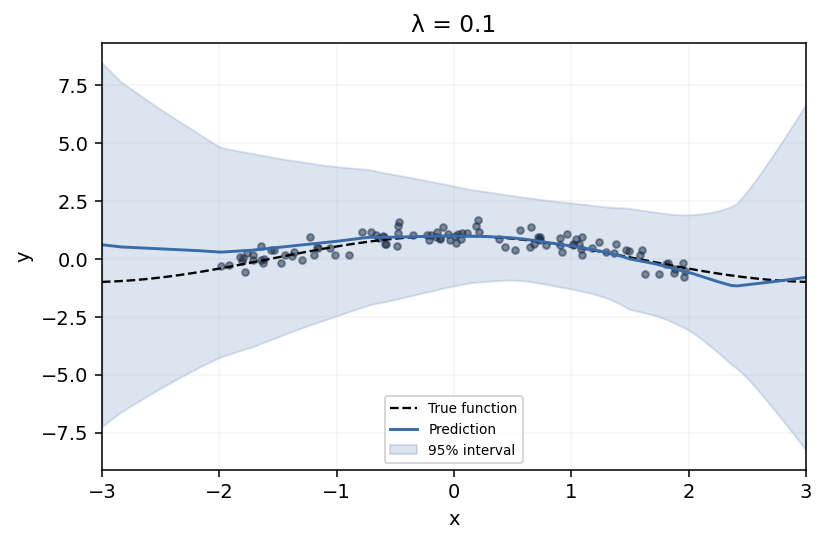 λ = 0.1
y
7.5
5.0
2.5
0.0
−2.5
−5.0
−7.5
True function
Prediction
95% interval
−3 −2 −1 0 1 2 3
x